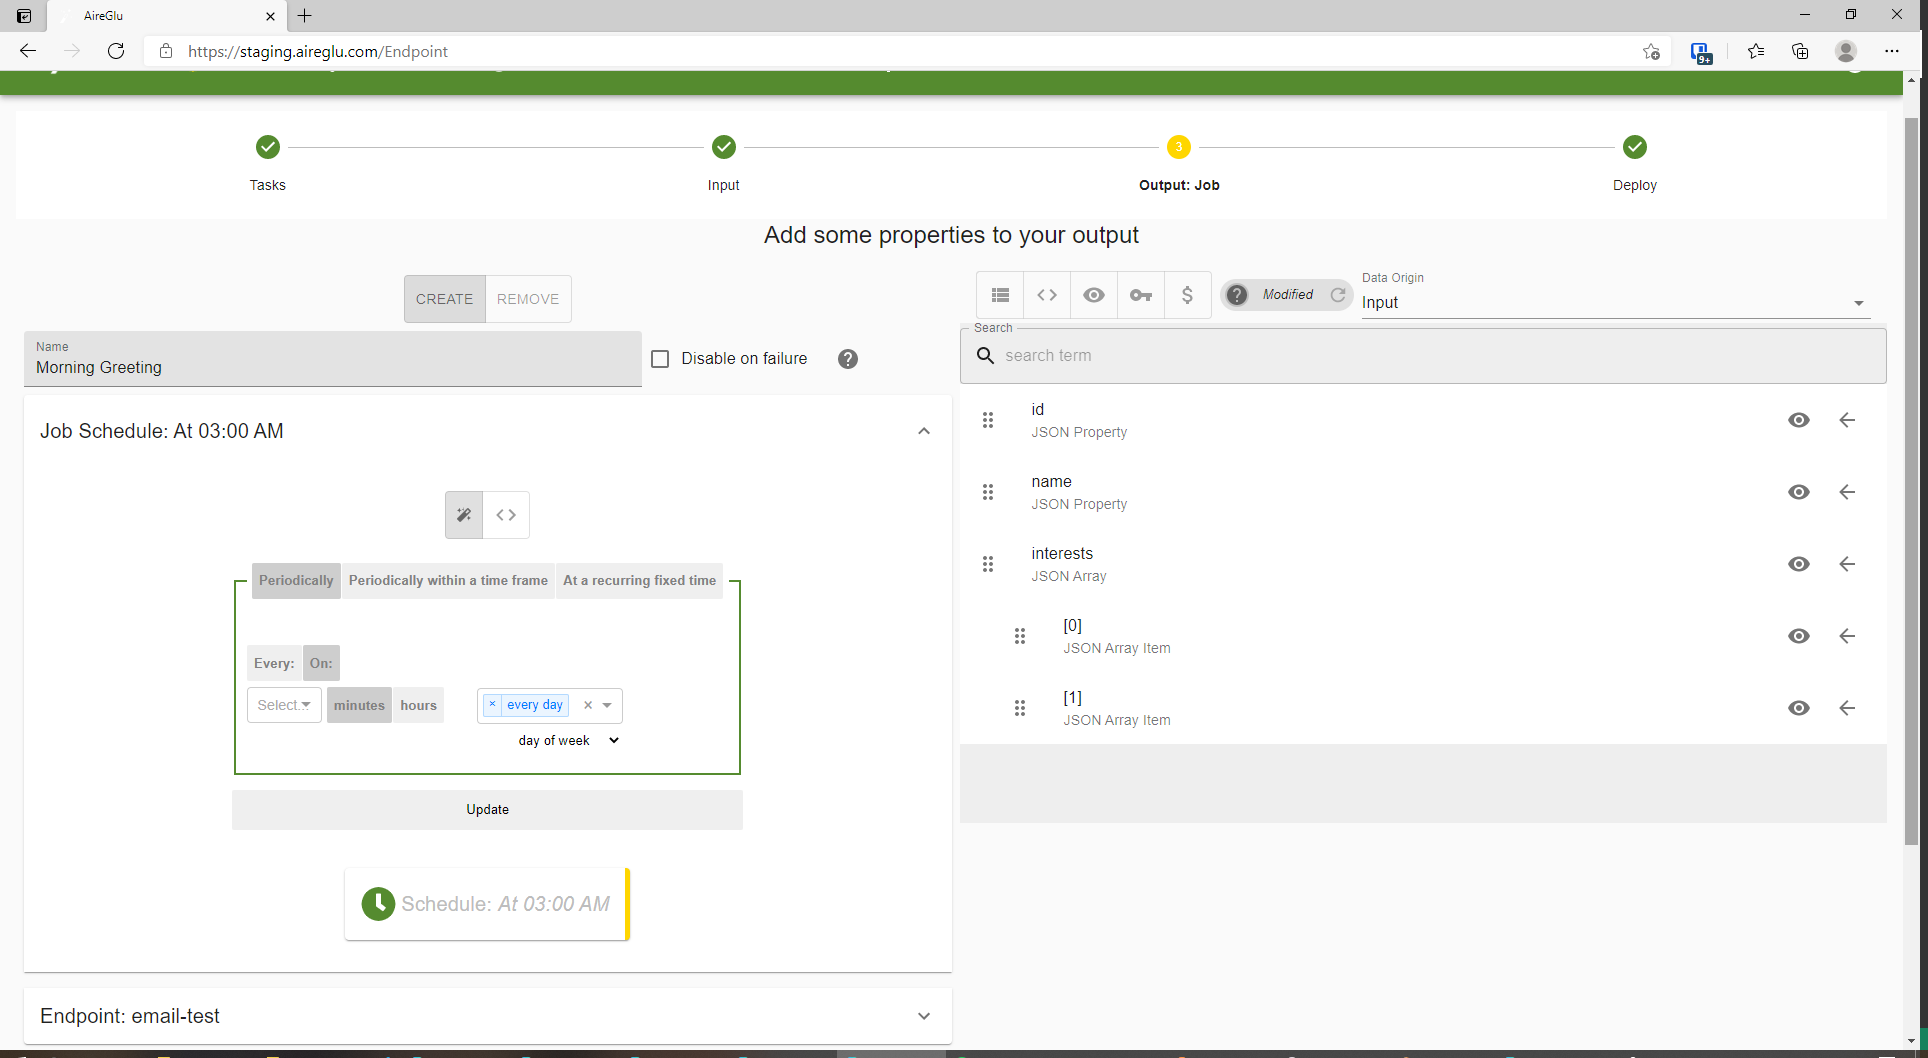 AireGlu
https://staging.aireglu.com/Endpoint
9+
3
Tasks
Input
Output: Job
Deploy
Add some properties to your output
CREATE
REMOVE
Modified
Data Origin
Input
Name
Morning Greeting
Disable on failure
Search
search term
Job Schedule: At 03:00 AM
id
JSON Property
name
JSON Property
interests
JSON Array
[0]
JSON Array Item
[1]
JSON Array Item
Periodically
Periodically within a time frame
At a recurring fixed time
Every:
On:
Select...
minutes
hours
every day
day of week
Update
Schedule: At 03:00 AM
Endpoint: email-test